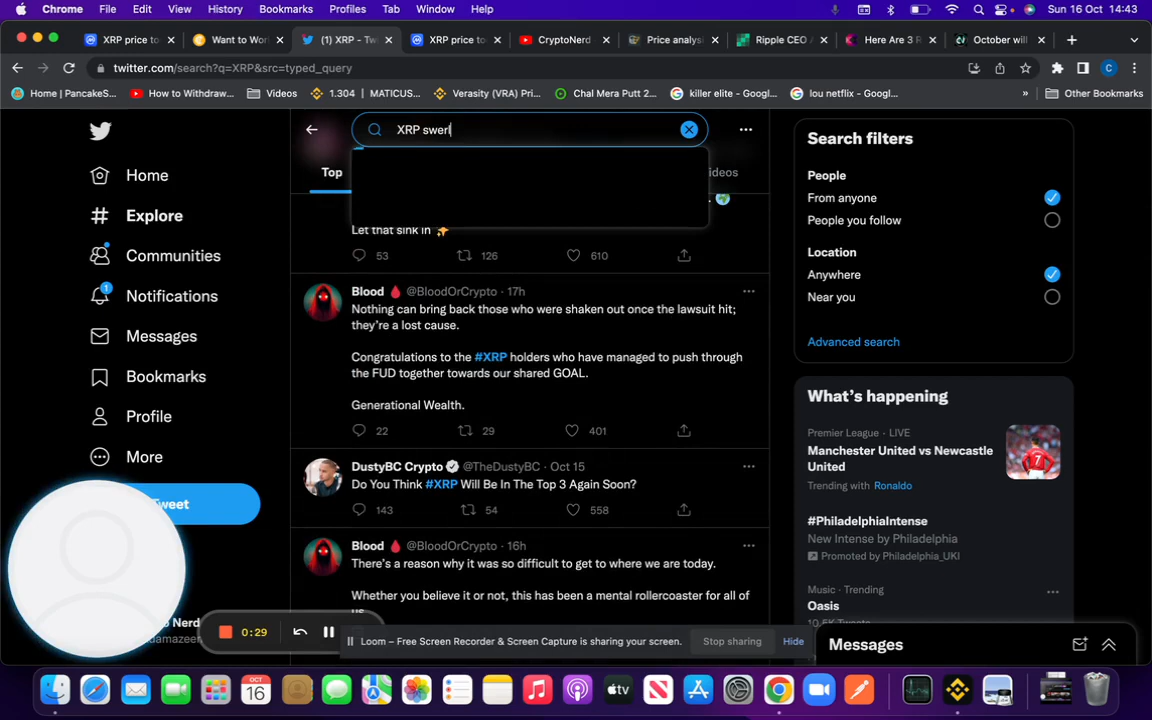 Chrome File Edit View History Bookmarks Profiles Tab Window Help Sun 16 Oct 14:43
XRP price to Want to Wor (1) XRP - Tw XRP price to CryptoNerd Price analys Ripple CEO Here Are 3 R October will
twitter.com/search?q=XRP&src=typed_query
Home | PancakeS... How to Withdraw... Videos 1.304 | MATICUS... Verasity (VRA) Pri... Chal Mera Putt 2... killer elite - Googl... lou netflix - Googl... » Other Bookmarks
XRP swerl
Top ideos
Home
Explore
Communities
1
Notifications
Messages
Bookmarks
Profile
More
Tweet
Let that sink in
53 126 610
Blood @BloodOrCrypto · 17h
Nothing can bring back those who were shaken out once the lawsuit hit;
they're a lost cause.
Congratulations to the #XRP holders who have managed to push through
the FUD together towards our shared GOAL.
Generational Wealth.
22 29 401
DustyBC Crypto @TheDustyBC · Oct 15
Do You Think #XRP Will Be In The Top 3 Again Soon?
143 54 558
Blood @BloodOrCrypto · 16h
There's a reason why it was so difficult to get to where we are today.
Whether you believe it or not, this has been a mental rollercoaster for all of
us
Search filters
People
From anyone
People you follow
Location
Anywhere
Near you
Advanced search
What's happening
Premier League · LIVE
Manchester United vs Newcastle
United
Trending with Ronaldo
#PhiladelphiaIntense
New Intense by Philadelphia
Promoted by Philadelphia_UKI
Music · Trending
Oasis
Nerd
damazee
0:29
Loom – Free Screen Recorder & Screen Capture is sharing your screen. Stop sharing Hide
Messages
OCT
16
tv